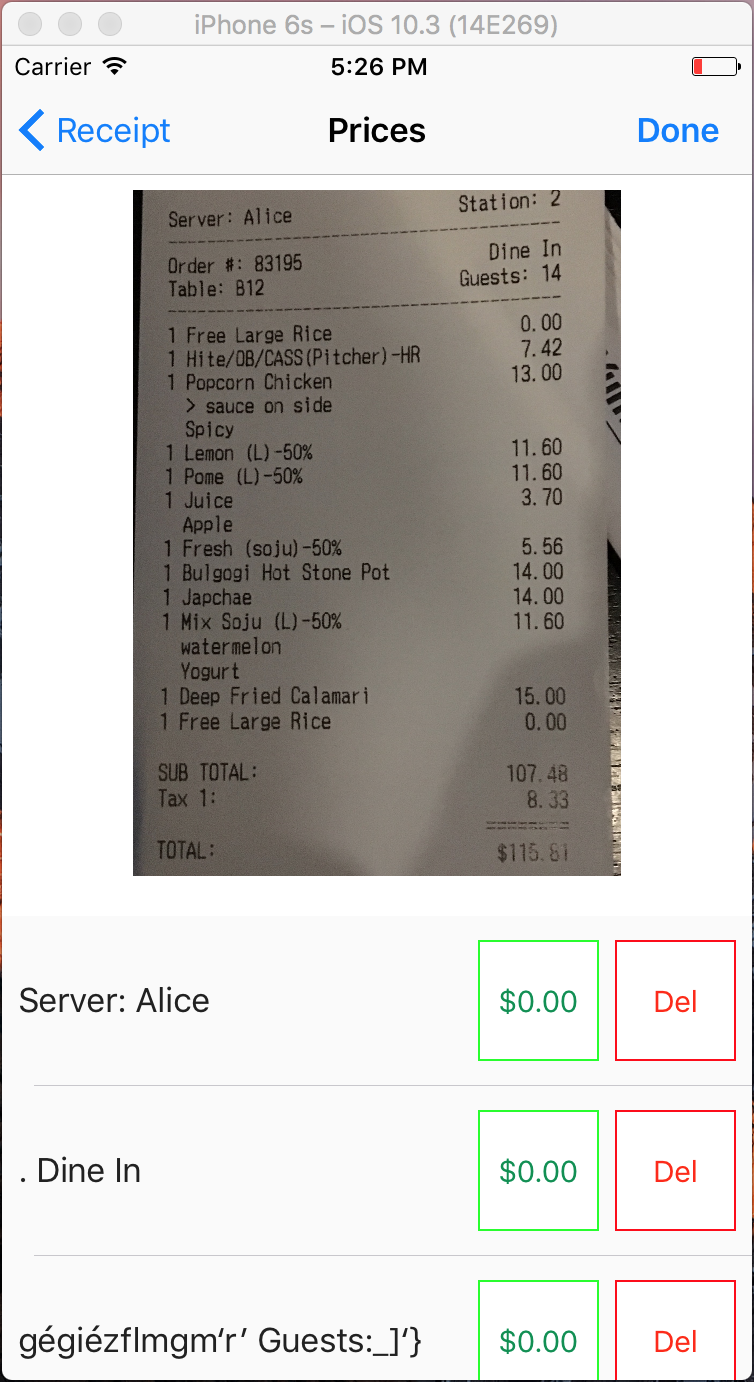 iPhone 6s – iOS 10.3 (14E269)
Carrier 5:26 PM
Receipt Prices Done
Station: 2
Server: Alice
Dine In
Order #: 83195
Guests: 14
Table: B12
1 Free Large Rice 0.00
1 Hite/OB/CASS(Pitcher)-HR 7.42
1 Popcorn Chicken 13.00
> sauce on side
Spicy
1 Lemon (L)-50% 11.60
1 Pome (L)-50% 11.60
1 Juice 3.70
Apple
1 Fresh (soju)-50% 5.56
1 Bulgogi Hot Stone Pot 14.00
1 Japchae 14.00
1 Mix Soju (L)-50% 11.60
watermelon
Yogurt
1 Deep Fried Calamari 15.00
1 Free Large Rice 0.00
SUB TOTAL: 107.48
Tax 1: 8.33
TOTAL: $115.81
Server: Alice $0.00 Del
. Dine In $0.00 Del
gégiézflmgm‘r’ Guests:_]‘} $0.00 Del